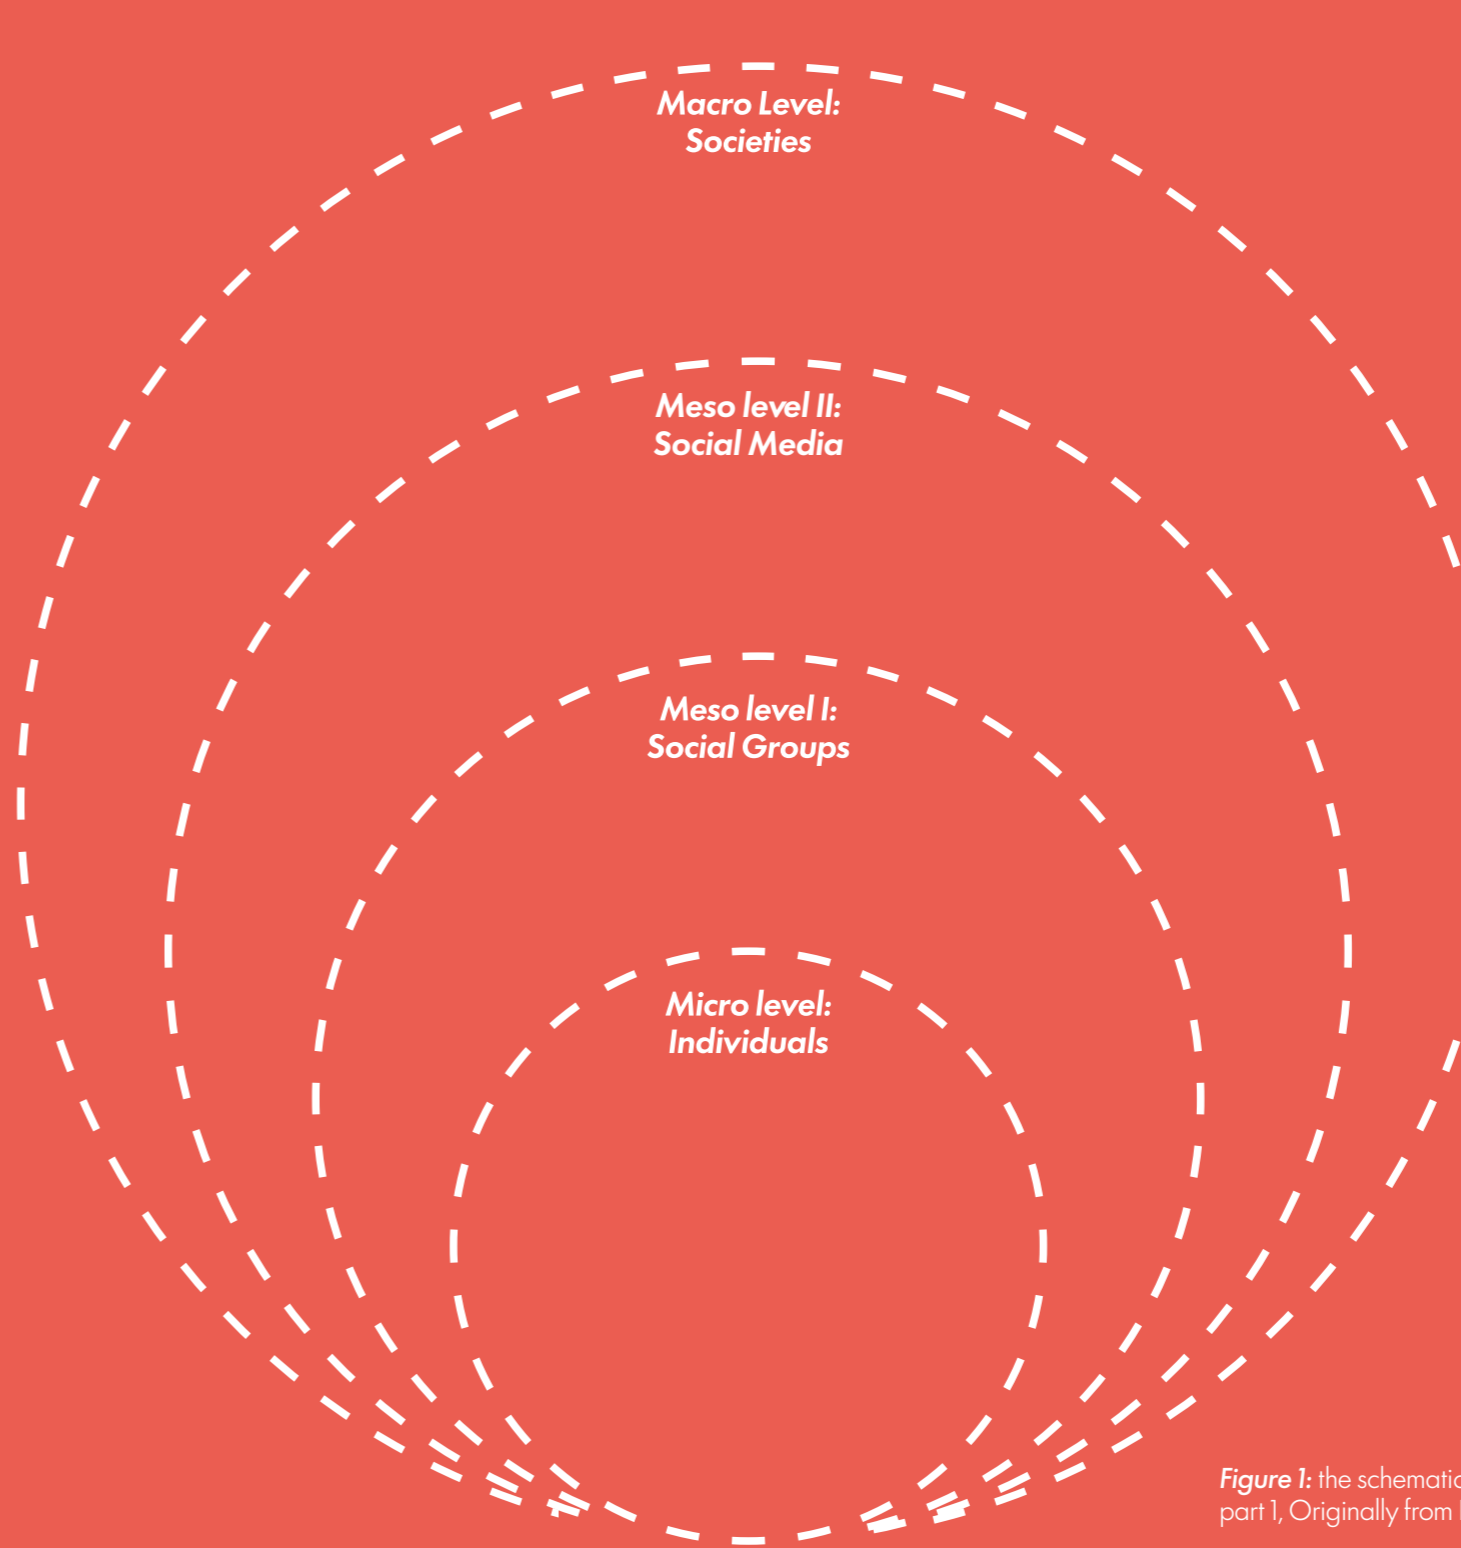 Macro Level:
Societies
Meso level II:
Social Media
Meso level I:
Social Groups
Micro level:
Individuals
Figure 1: the schematic
part 1, Originally from